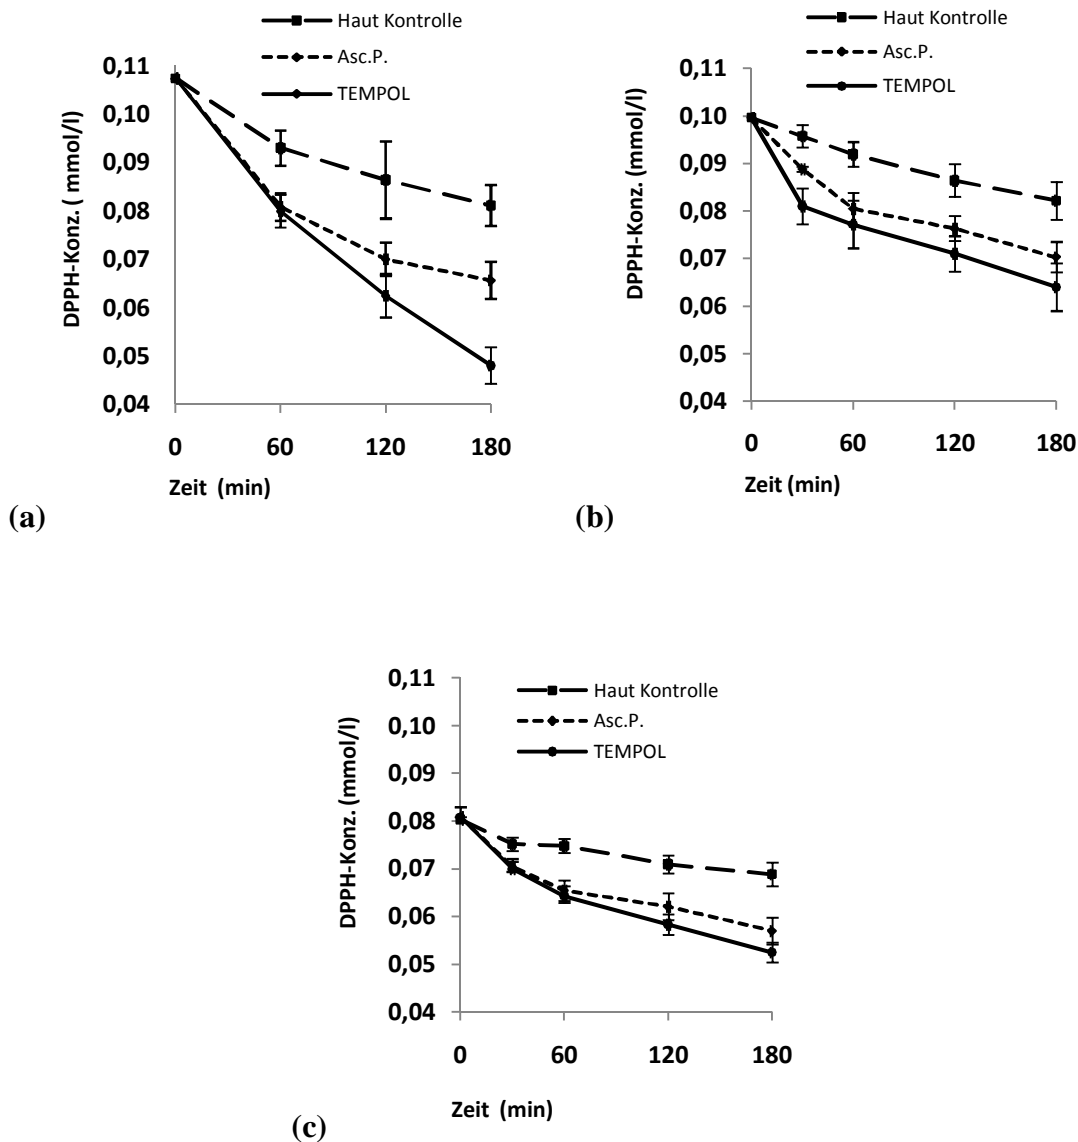 Haut Kontrolle
Asc.P.
TEMPOL
DPPH-Konz. ( mmol/l)
0,11
0,10
0,09
0,08
0,07
0,06
0,05
0,04
0 60 120 180
Zeit (min)
(a)
Haut Kontrolle
Asc.P.
TEMPOL
DPPH-Konz. (mmol/l)
0,11
0,10
0,09
0,08
0,07
0,06
0,05
0,04
0 60 120 180
Zeit (min)
(b)
Haut Kontrolle
Asc.P.
TEMPOL
DPPH-Konz. (mmol/l)
0,11
0,10
0,09
0,08
0,07
0,06
0,05
0,04
0 60 120 180
Zeit (min)
(c)